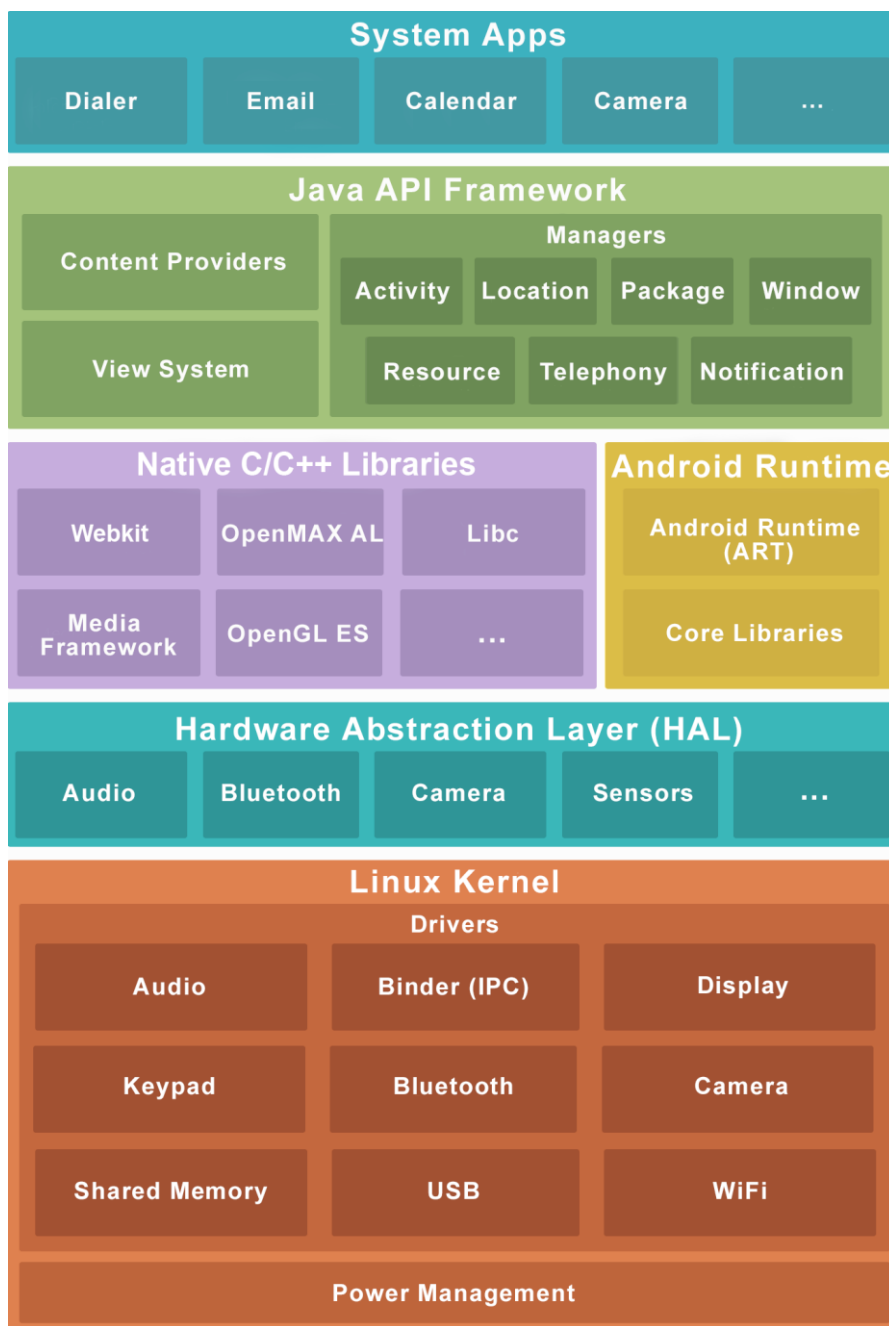 System Apps
Dialer
Email
Calendar
Camera
...
Java API Framework
Content Providers
View System
Managers
Activity
Location
Package
Window
Resource
Telephony
Notification
Native C/C++ Libraries
Webkit
OpenMAX AL
Libc
Media
Framework
OpenGL ES
...
Android Runtime
Android Runtime
(ART)
Core Libraries
Hardware Abstraction Layer (HAL)
Audio
Bluetooth
Camera
Sensors
...
Linux Kernel
Drivers
Audio
Binder (IPC)
Display
Keypad
Bluetooth
Camera
Shared Memory
USB
WiFi
Power Management